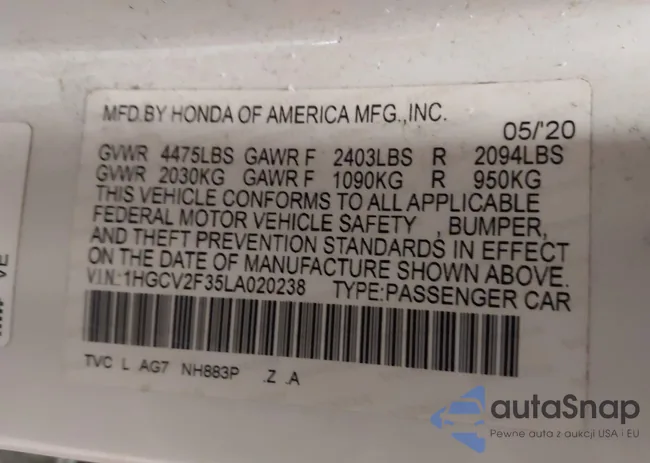 MFD.BY HONDA OF AMERICA MFG.,INC.
05/'20
GVWR 4475LBS GAWR F 2403LBS R 2094LBS
GVWR 2030KG GAWR F 1090KG R 950KG
THIS VEHICLE CONFORMS TO ALL APPLICABLE
FEDERAL MOTOR VEHICLE SAFETY , BUMPER,
AND THEFT PREVENTION STANDARDS IN EFFECT
ON THE DATE OF MANUFACTURE SHOWN ABOVE.
V.I.N.:1HGCV2F35LA020238 TYPE:PASSENGER CAR
TVC L AG7 NH883P .Z .A
VE
autaSnap
Pewne auta z aukcji USA i EU